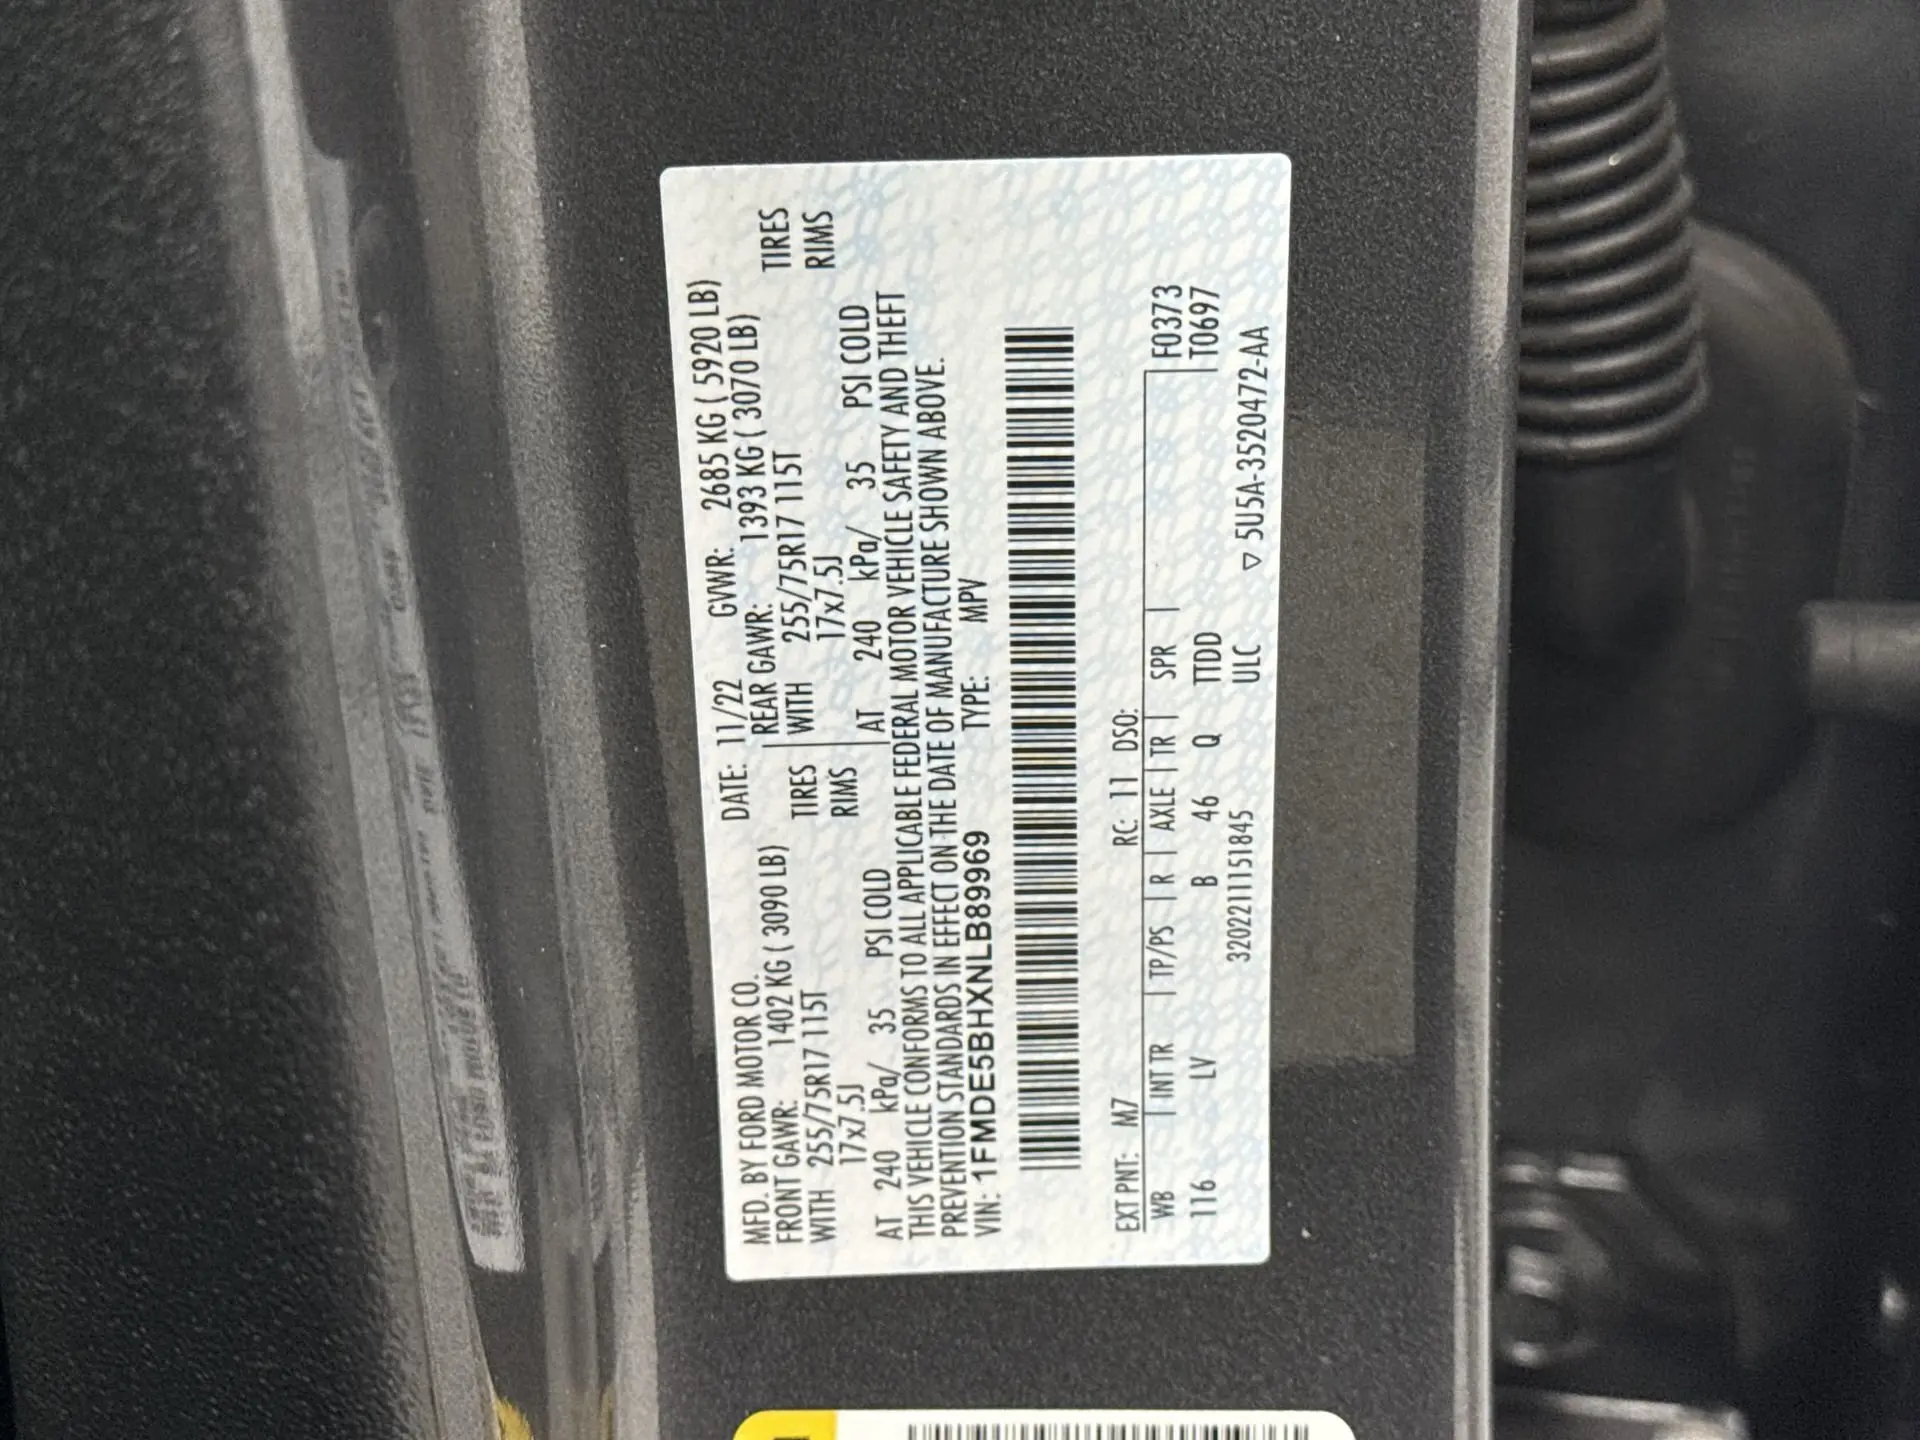 MFD. BY FORD MOTOR CO. DATE: 11/22 GVWR: 2685 KG ( 5920 LB)
FRONT GAWR: 1402 KG ( 3090 LB) REAR GAWR: 1393 KG ( 3070 LB)
WITH 255/75R17 115T TIRES WITH 255/75R17 115T TIRES
17x7.5J RIMS 17x7.5J RIMS
AT 240 kPa/ 35 PSI COLD AT 240 kPa/ 35 PSI COLD
THIS VEHICLE CONFORMS TO ALL APPLICABLE FEDERAL MOTOR VEHICLE SAFETY AND THEFT
PREVENTION STANDARDS IN EFFECT ON THE DATE OF MANUFACTURE SHOWN ABOVE.
VIN: 1FMDE5BHXNLB89969 TYPE: MPV
EXT PNT: M7 RC: 11 DSO:
WB INT TR TP/PS R AXLE TR SPR F0373
116 LV B 46 Q TTDD T0697
32022111151845 ULC ▽ 5U5A-3520472-AA